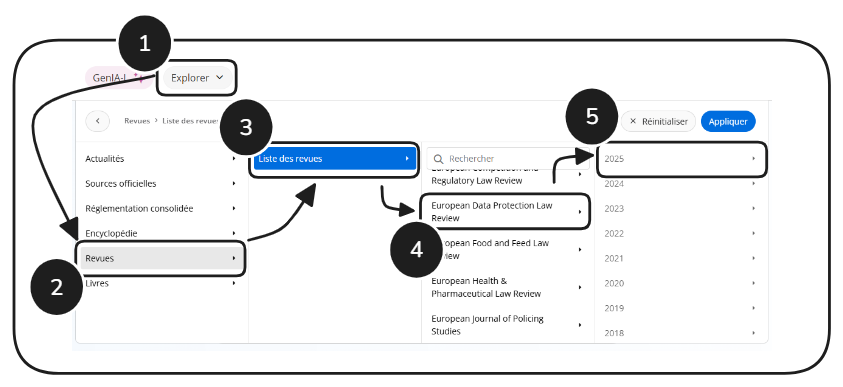 1
GenIA-L
Explorer
5
Revues > Liste des revues
3
Réinitialiser
Appliquer
Actualités
Sources officielles
Réglementation consolidée
Encyclopédie
Revues
Livres
2
Liste des revues
Rechercher
European Competition and
Regulatory Law Review
European Data Protection Law
Review
4
European Food and Feed Law
Review
European Health &
Pharmaceutical Law Review
European Journal of Policing
Studies
2025
2024
2023
2022
2021
2020
2019
2018